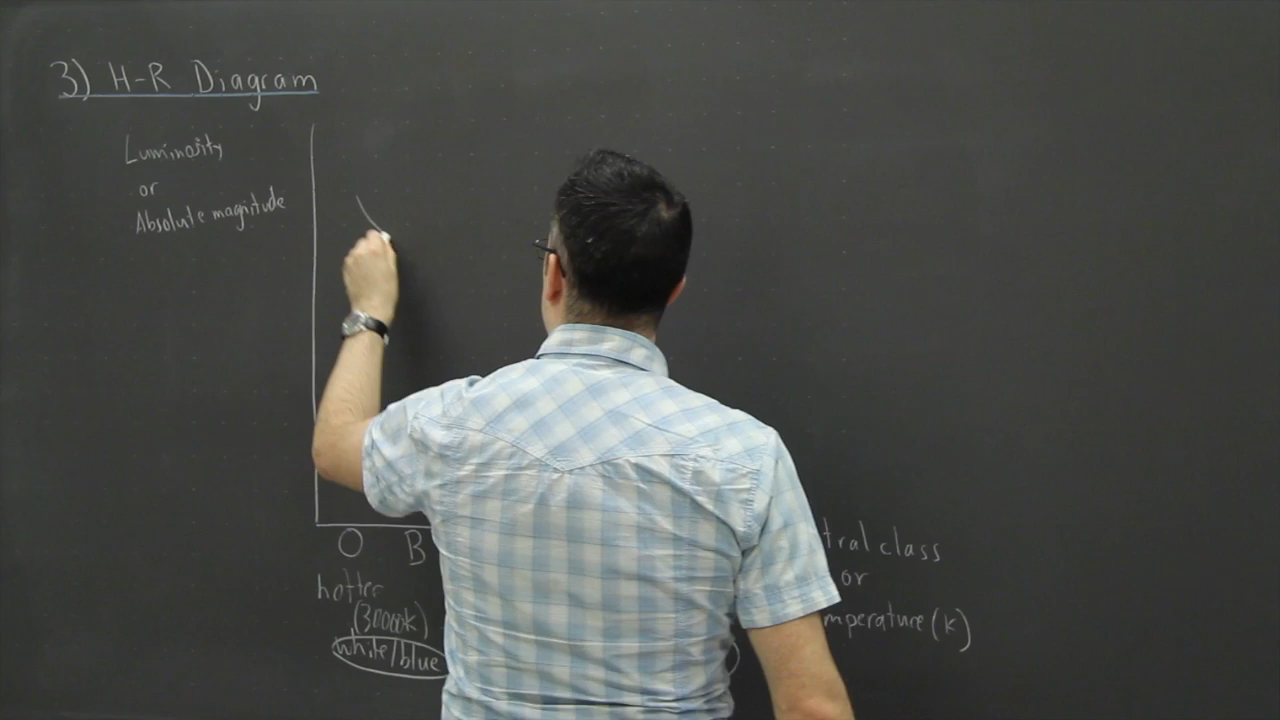 3) H-R Diagram
Luminosity
or
Absolute magnitude
O B
tral class
hotter
or
(30000k)
mperature (K)
white/blue